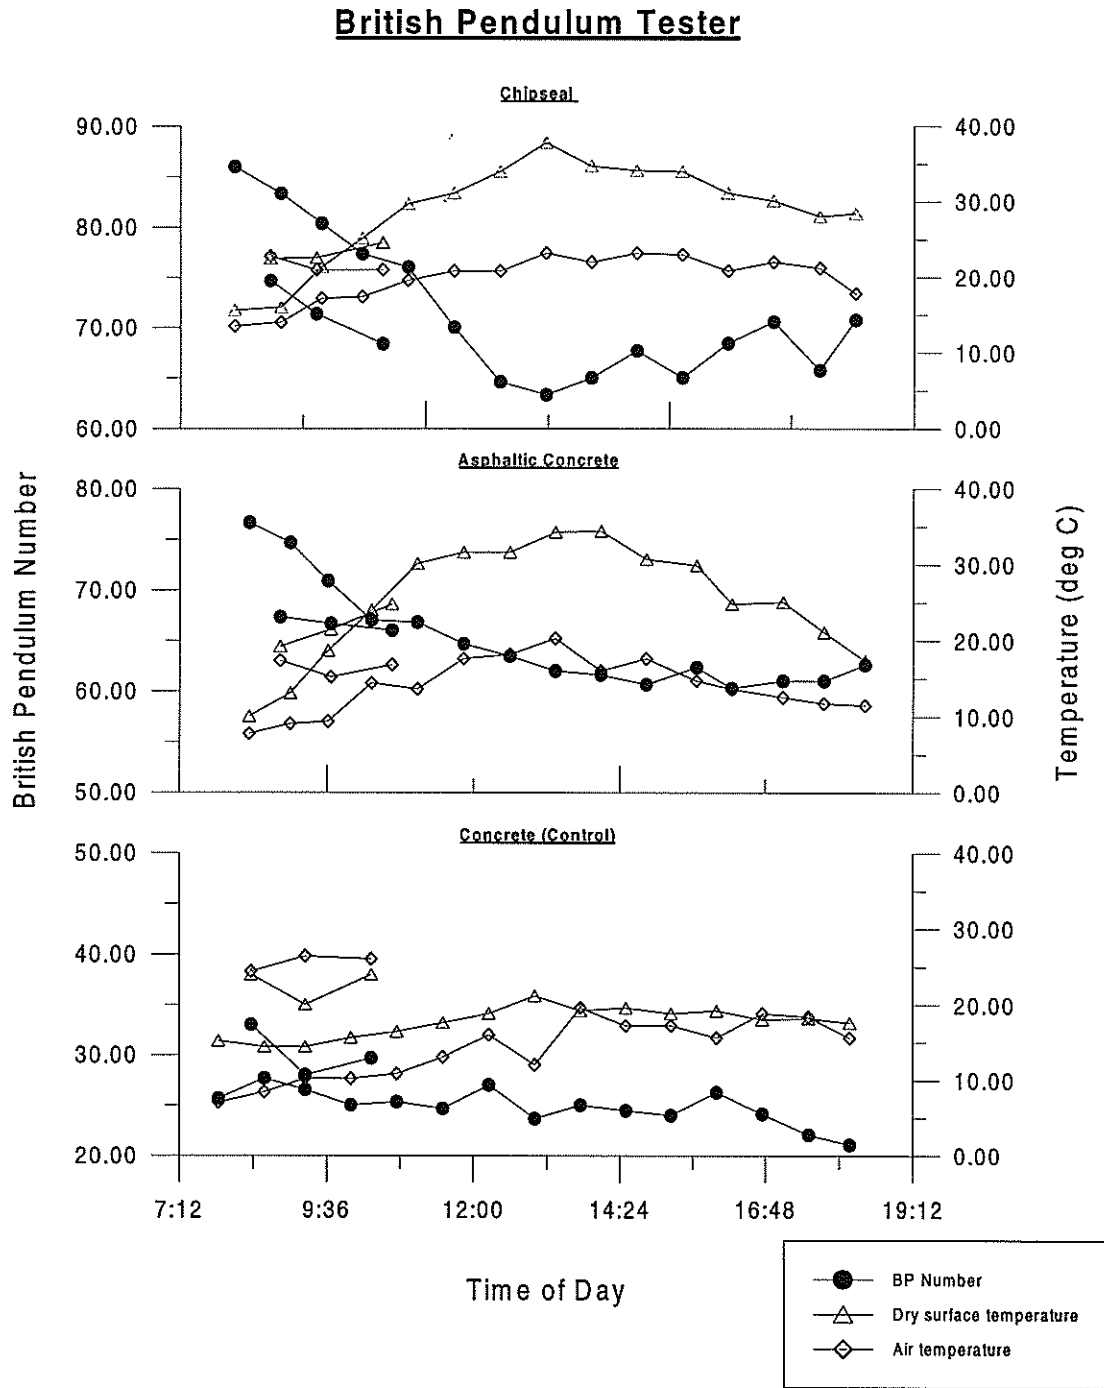 British Pendulum Tester
Chipseal
90.00
80.00
70.00
60.00
40.00
30.00
20.00
10.00
0.00
Asphaltic Concrete
80.00
70.00
60.00
50.00
40.00
30.00
20.00
10.00
0.00
British Pendulum Number
Temperature (deg C)
Concrete (Control)
50.00
40.00
30.00
20.00
40.00
30.00
20.00
10.00
0.00
7:12 9:36 12:00 14:24 16:48 19:12
Time of Day
BP Number
Dry surface temperature
Air temperature